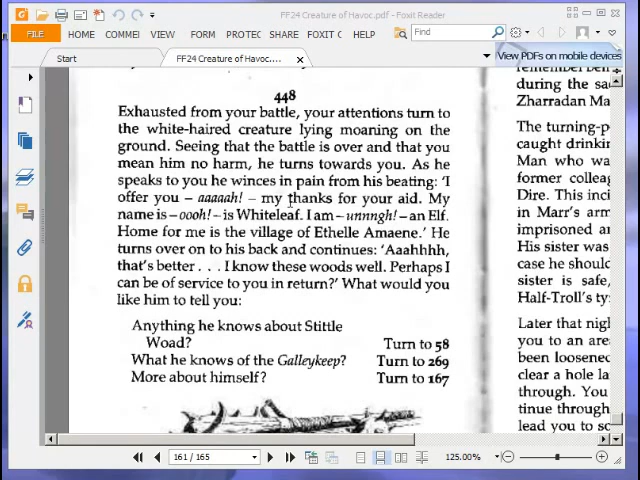 FF24 Creature of Havoc.pdf - Foxit Reader
FILE HOME COMMEI VIEW FORM PROTEC SHARE FOXIT C HELP Find
Start FF24 Creature of Havoc.... View PDFs on mobile devices
448
Exhausted from your battle, your attentions turn to
the white-haired creature lying moaning on the
ground. Seeing that the battle is over and that you
mean him no harm, he turns towards you. As he
speaks to you he winces in pain from his beating: 'I
offer you – aaaaah! – my thanks for your aid. My
name is – oooh! – is Whiteleaf. I am – unnngh! – an Elf.
Home for me is the village of Ethelle Amaene.' He
turns over on to his back and continues: 'Aaahhhh,
that's better . . . I know these woods well. Perhaps I
can be of service to you in return?' What would you
like him to tell you:
Anything he knows about Stittle
Woad? Turn to 58
What he knows of the Galleykeep? Turn to 269
More about himself? Turn to 167
during the sa
Zharradan Ma
The turning-p
caught drinkin
Man who wa
former colleag
Dire. This inci
in Marr's arm
imprisoned an
His sister was
case he should
sister is safe,
Half-Troll's ty
Later that nigh
you to an area
been loosened
clear a hole la
through. You
tinue through
lead you to so
161 / 165 125.00%